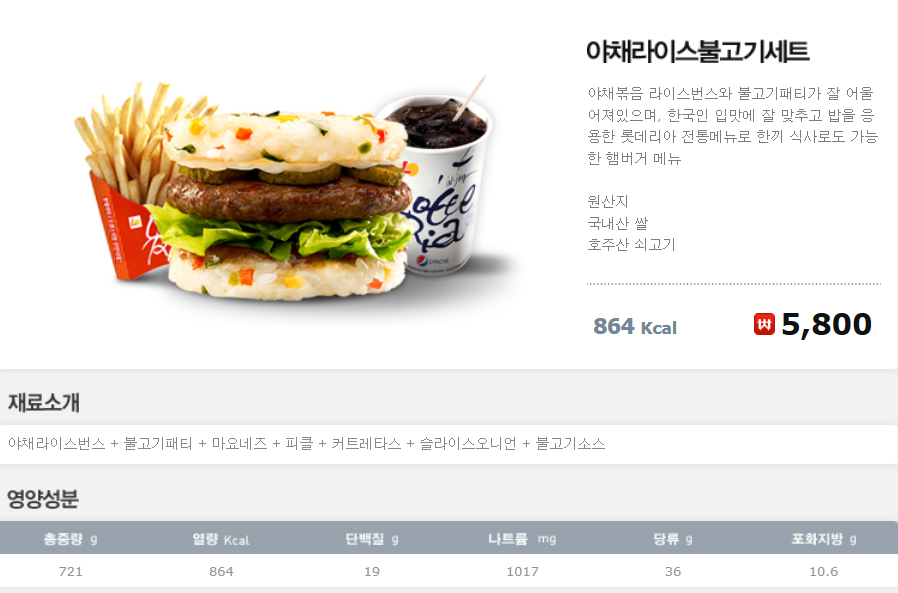 야채라이스불고기세트
야채볶음 라이스번스와 불고기패티가 잘 어울
어져있으며, 한국인 입맛에 잘 맞추고 밥을 응
용한 롯데리아 전통메뉴로 한끼 식사로도 가능
한 햄버거 메뉴
원산지
국내산 쌀
호주산 쇠고기
864 Kcal
₩ 5,800
pepsi
재료소개
야채라이스번스 + 불고기패티 + 마요네즈 + 피클 + 커트레타스 + 슬라이스오니언 + 불고기소스
영양성분
총중량 g 열량 Kcal 단백질 g 나트륨 mg 당류 g 포화지방 g
721 864 19 1017 36 10.6